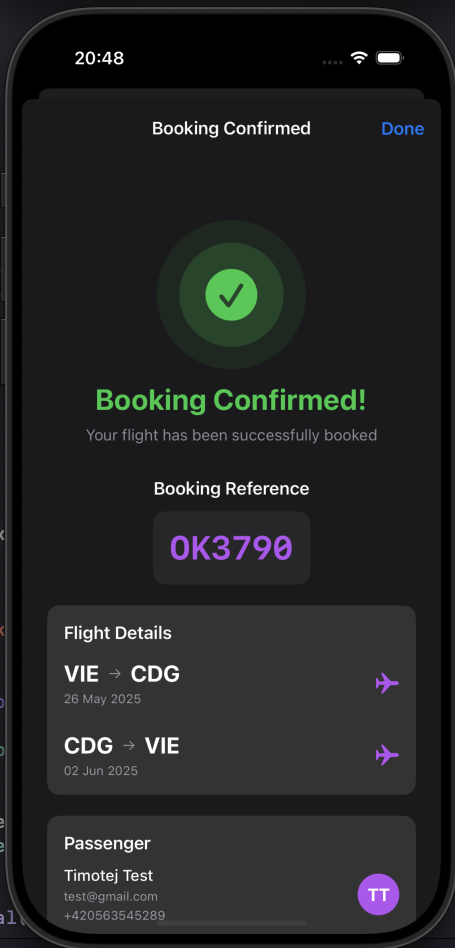 20:48
Booking Confirmed
Done
Booking Confirmed!
Your flight has been successfully booked
Booking Reference
OK3790
Flight Details
VIE → CDG
26 May 2025
CDG → VIE
02 Jun 2025
Passenger
Timotej Test
test@gmail.com
+420563545289
TT